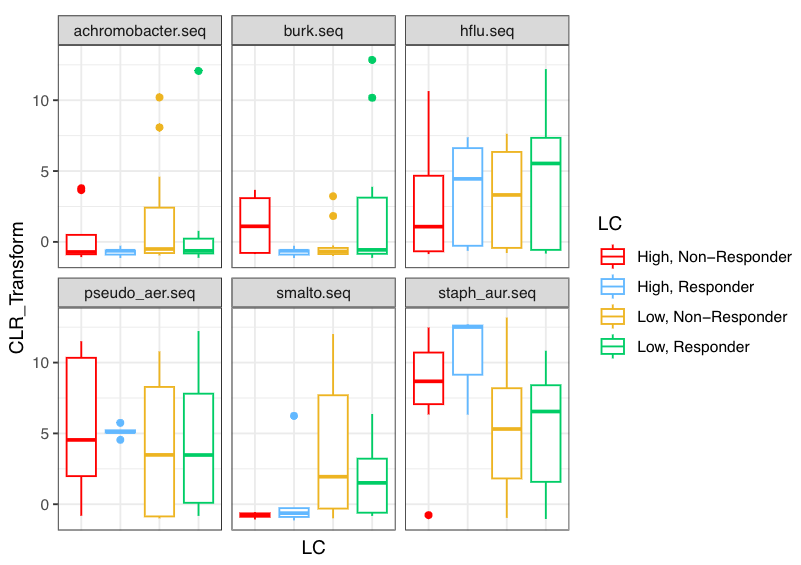 achromobacter.seq burk.seq hflu.seq
10
5
0
pseudo_aer.seq smalto.seq staph_aur.seq
10
5
0
CLR_Transform
LC
LC
High, Non-Responder
High, Responder
Low, Non-Responder
Low, Responder